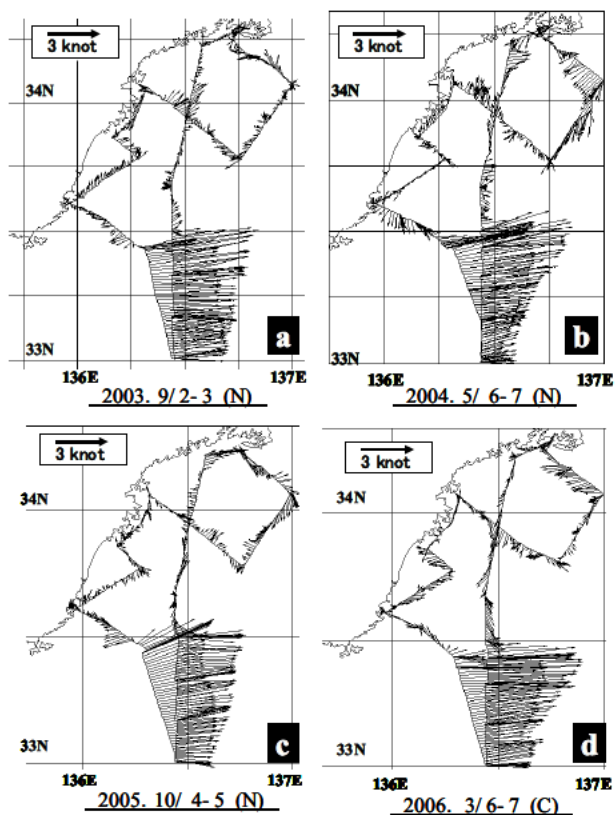 3 knot
34N
a
33N
136E
137E
2003. 9/ 2- 3 (N)
3 knot
34N
b
33N
136E
137E
2004. 5/ 6- 7 (N)
3 knot
34N
c
33N
136E
137E
2005. 10/ 4- 5 (N)
3 knot
34N
d
33N
136E
137E
2006. 3/ 6- 7 (C)